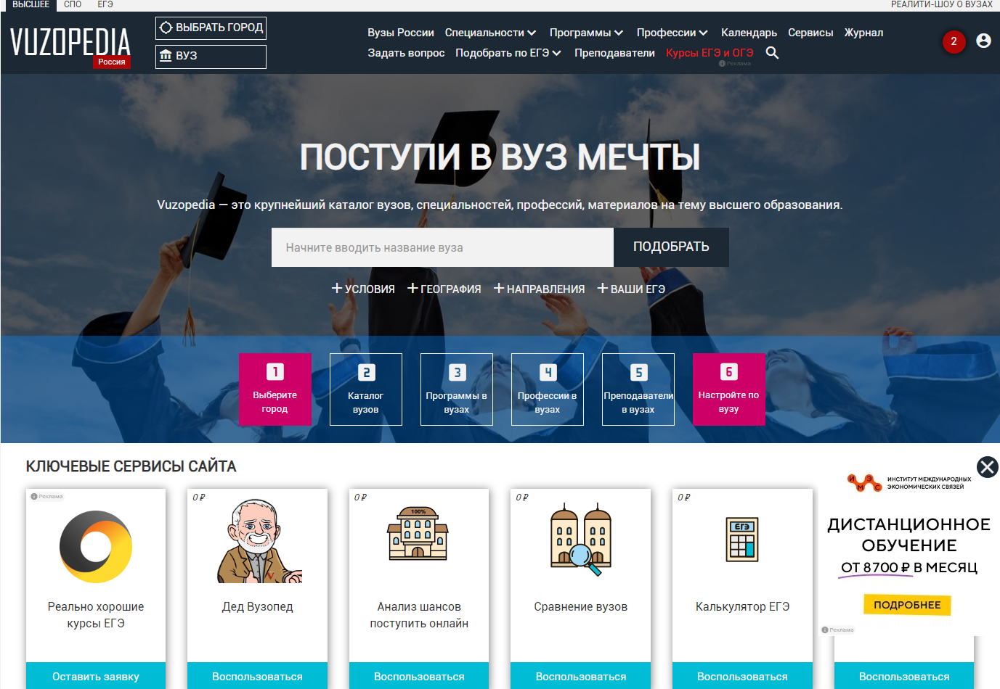 ВЫСШЕЕ СПО ЕГЭ РЕАЛИТИ-ШОУ О ВУЗАХ
VUZOPEDIA
Россия
ВЫБРАТЬ ГОРОД
ВУЗ
Вузы России Специальности Программы Профессии Календарь Сервисы Журнал
Задать вопрос Подобрать по ЕГЭ Преподаватели Курсы ЕГЭ и ОГЭ
Реклама
2
ПОСТУПИ В ВУЗ МЕЧТЫ
Vuzopedia — это крупнейший каталог вузов, специальностей, профессий, материалов на тему высшего образования.
Начните вводить название вуза ПОДОБРАТЬ
УСЛОВИЯ ГЕОГРАФИЯ НАПРАВЛЕНИЯ ВАШИ ЕГЭ
1
Выберите
город
2
Каталог
вузов
3
Программы в
вузах
4
Профессии в
вузах
5
Преподаватели
в вузах
6
Настройте по
вузу
КЛЮЧЕВЫЕ СЕРВИСЫ САЙТА
Реклама
Реально хорошие
курсы ЕГЭ
Оставить заявку
0 ₽
V
Дед Вузопед
Воспользоваться
0 ₽
100%
Анализ шансов
поступить онлайн
Воспользоваться
0 ₽
Сравнение вузов
Воспользоваться
0 ₽
ЕГЭ
Калькулятор ЕГЭ
Воспользоваться
ИМЭС
ИНСТИТУТ МЕЖДУНАРОДНЫХ
ЭКОНОМИЧЕСКИХ СВЯЗЕЙ
ДИСТАНЦИОННОЕ
ОБУЧЕНИЕ
ОТ 8700 ₽ В МЕСЯЦ
ПОДРОБНЕЕ
Реклама
Воспользоваться